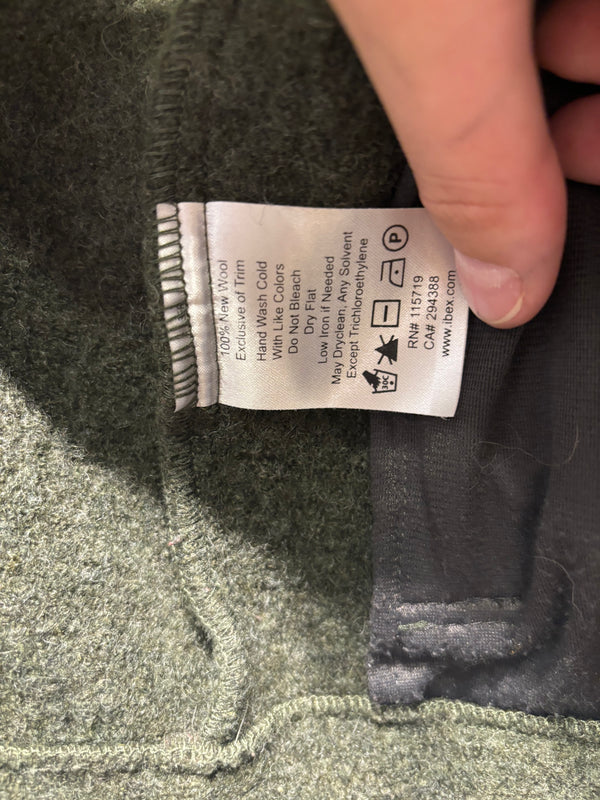 100% New Wool
Exclusive of Trim
Hand Wash Cold
With Like Colors
Do Not Bleach
Dry Flat
Low Iron if Needed
May Dryclean, Any Solvent
Except Trichloroethylene
30C P
RN# 115719
CA# 294388
www.ibex.com